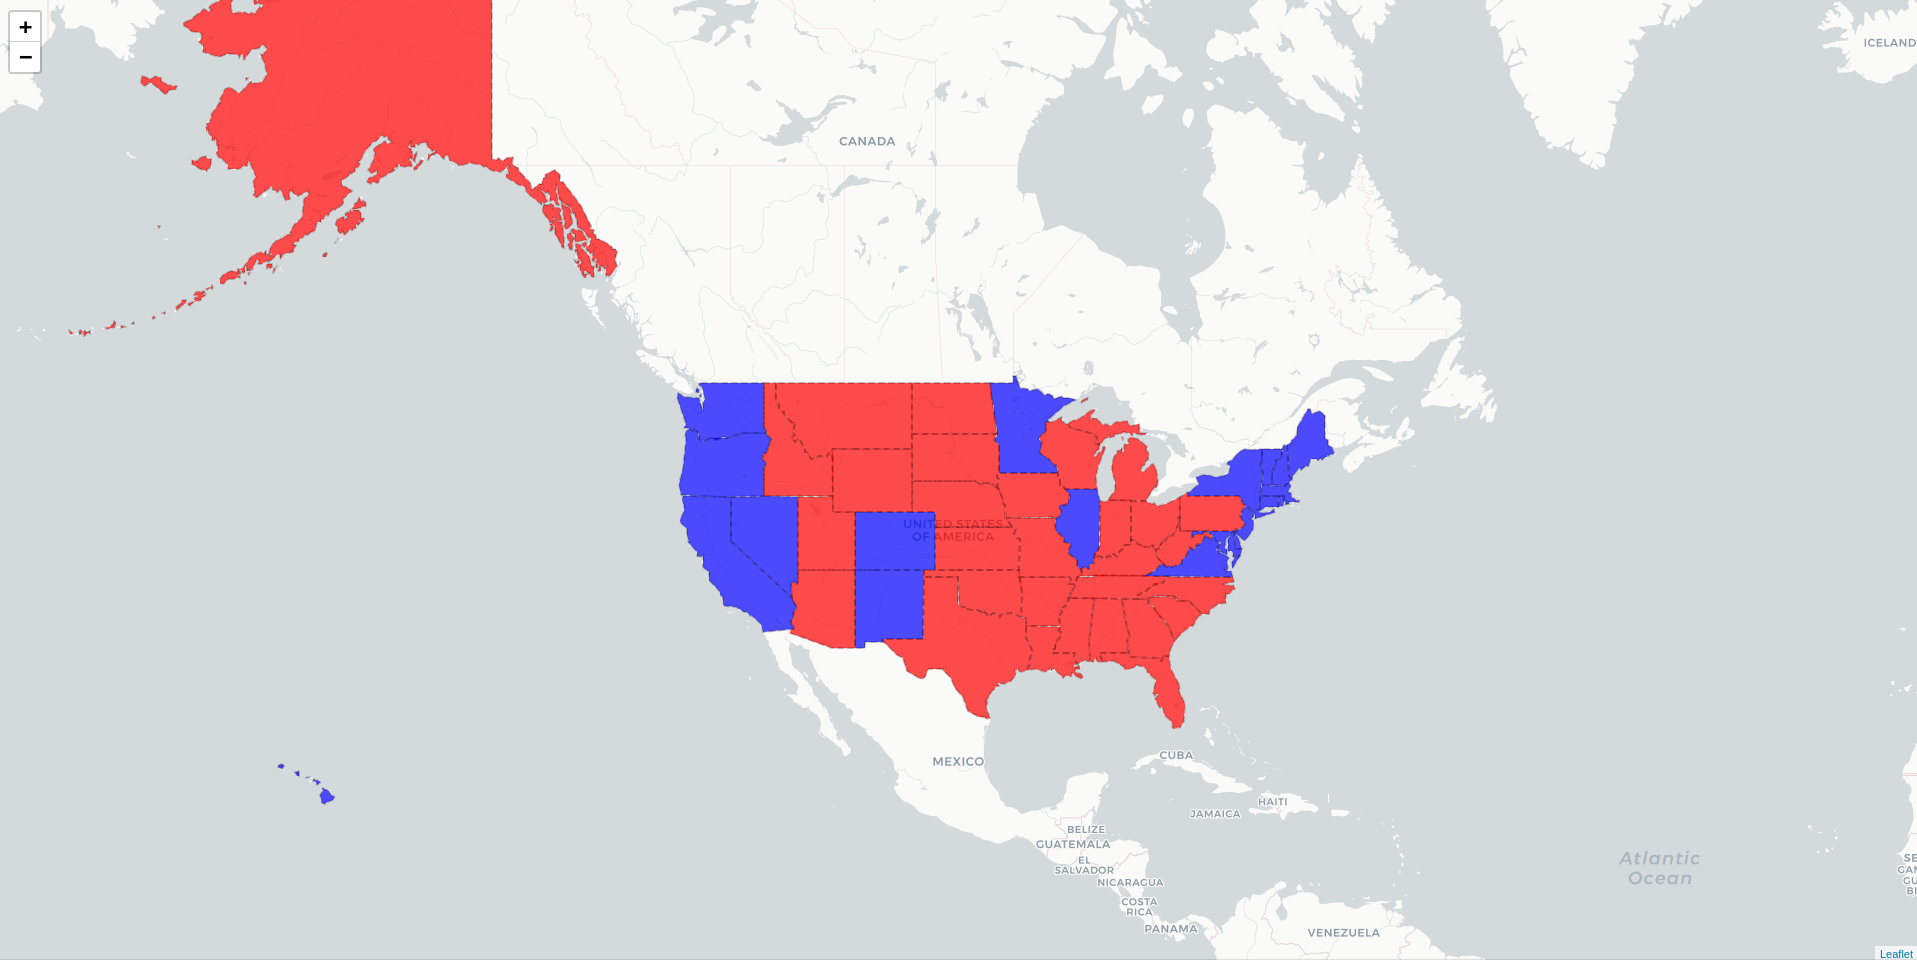 +
−
ICELAND
CANADA
UNITED STATES
OF AMERICA
MEXICO
CUBA
HAITI
JAMAICA
BELIZE
GUATEMALA
EL
SALVADOR
NICARAGUA
COSTA
RICA
PANAMA
VENEZUELA
Atlantic
Ocean
SE
GAM
GU
BI
Leaflet